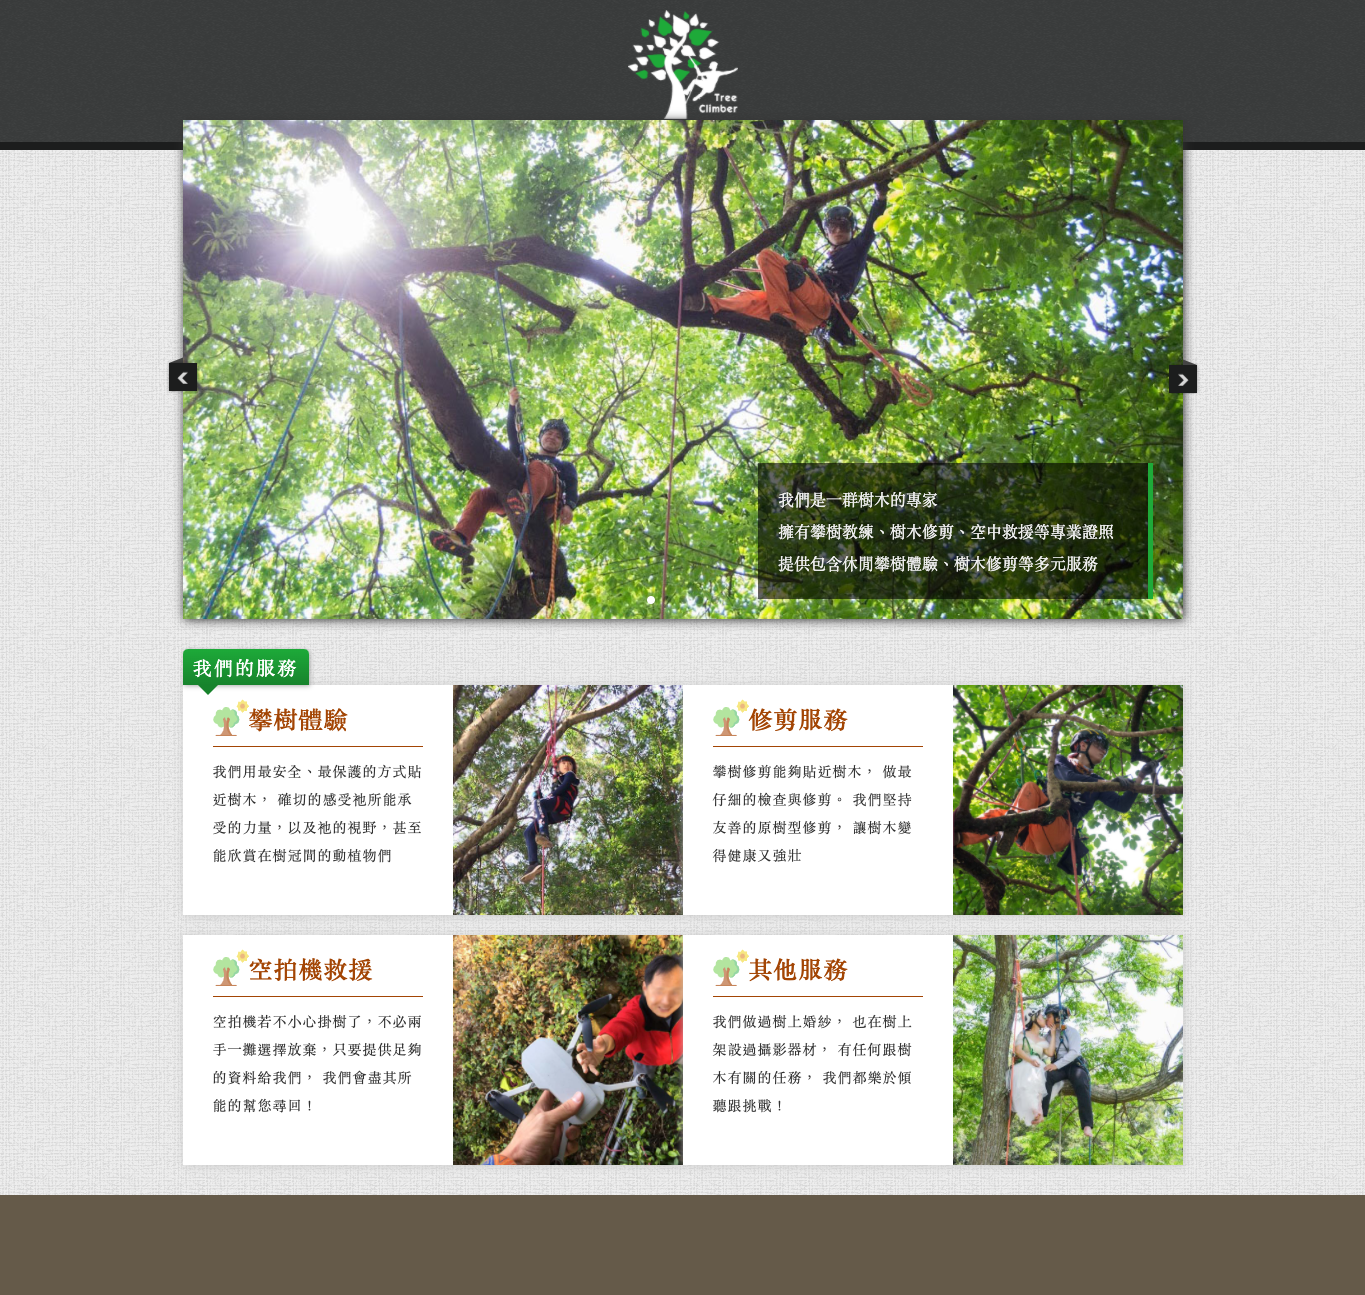 Tree
Climber
我們是一群樹木的專家
擁有攀樹教練、樹木修剪、空中救援等專業證照
提供包含休閒攀樹體驗、樹木修剪等多元服務
我們的服務
攀樹體驗
我們用最安全、最保護的方式貼
近樹木， 確切的感受祂所能承
受的力量，以及祂的視野，甚至
能欣賞在樹冠間的動植物們
修剪服務
攀樹修剪能夠貼近樹木， 做最
仔細的檢查與修剪。 我們堅持
友善的原樹型修剪， 讓樹木變
得健康又強壯
空拍機救援
空拍機若不小心掛樹了，不必兩
手一攤選擇放棄，只要提供足夠
的資料給我們， 我們會盡其所
能的幫您尋回！
其他服務
我們做過樹上婚紗， 也在樹上
架設過攝影器材， 有任何跟樹
木有關的任務， 我們都樂於傾
聽跟挑戰！